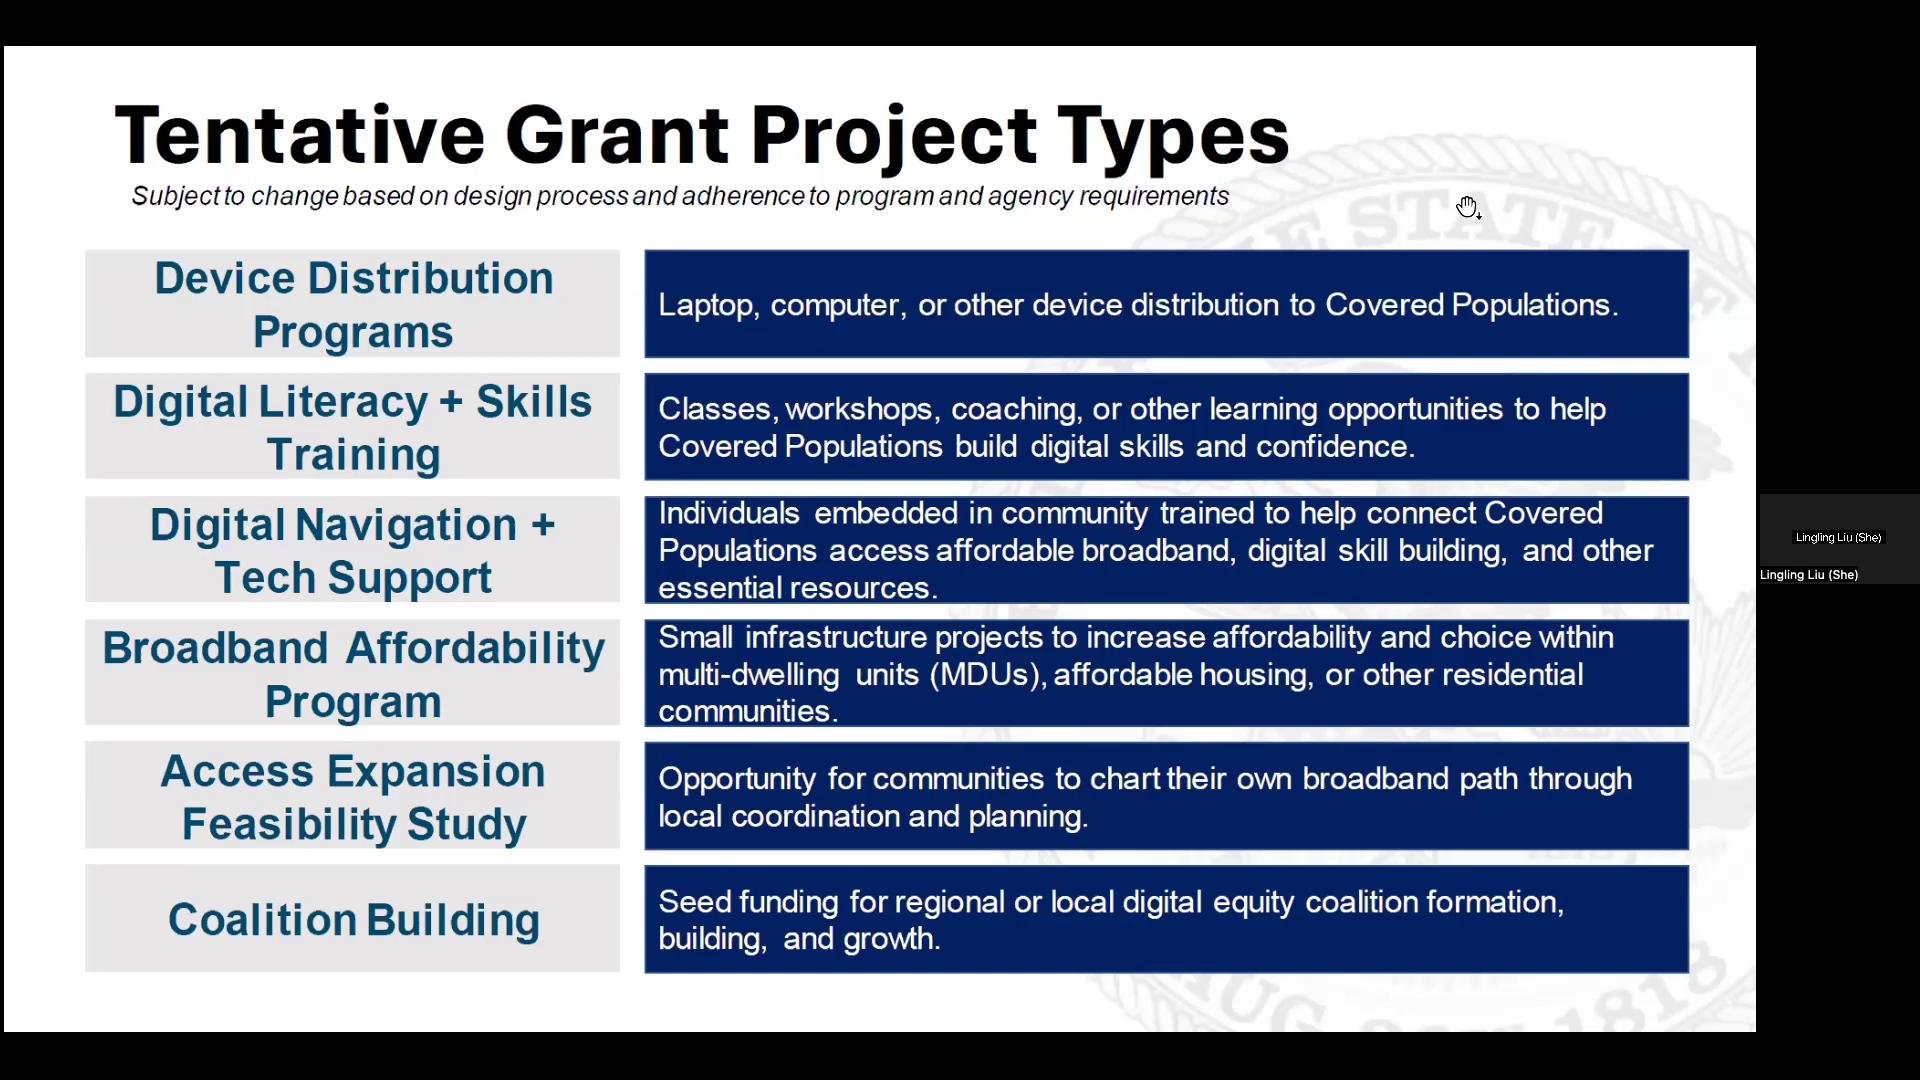 Tentative Grant Project Types
Subject to change based on design process and adherence to program and agency requirements
Device Distribution
Programs
Laptop, computer, or other device distribution to Covered Populations.
Digital Literacy + Skills
Training
Classes, workshops, coaching, or other learning opportunities to help
Covered Populations build digital skills and confidence.
Digital Navigation +
Tech Support
Individuals embedded in community trained to help connect Covered
Populations access affordable broadband, digital skill building, and other
essential resources.
Broadband Affordability
Program
Small infrastructure projects to increase affordability and choice within
multi-dwelling units (MDUs), affordable housing, or other residential
communities.
Access Expansion
Feasibility Study
Opportunity for communities to chart their own broadband path through
local coordination and planning.
Coalition Building
Seed funding for regional or local digital equity coalition formation,
building, and growth.
STATE
AUG
1818
Lingling Liu (She)
Lingling Liu (She)